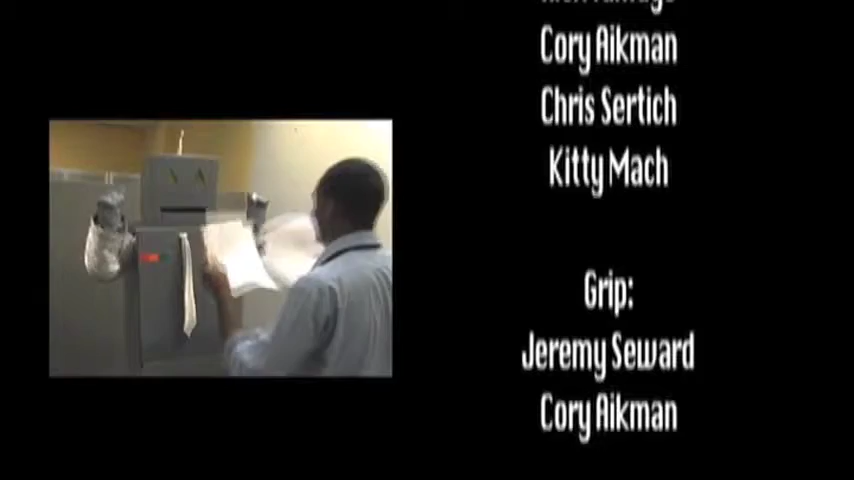 Cory Aikman
Chris Sertich
Kitty Mach
Grip:
Jeremy Seward
Cory Aikman